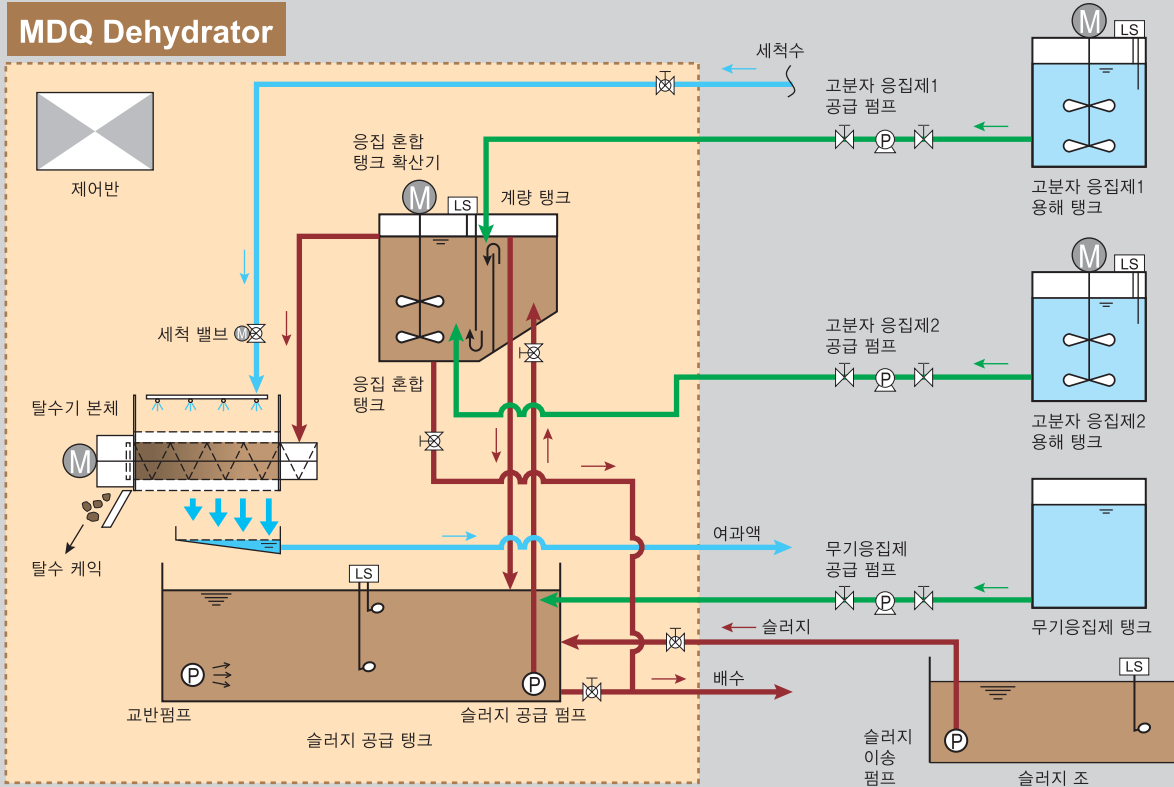 MDQ Dehydrator
M
LS
세척수
고분자 응집제1
공급 펌프
P
고분자 응집제1
용해 탱크
제어반
응집 혼합
탱크 확산기
M
LS
계량 탱크
M
LS
세척 밸브
M
고분자 응집제2
공급 펌프
P
고분자 응집제2
용해 탱크
응집 혼합
탱크
탈수기 본체
M
탈수 케익
여과액
무기응집제
공급 펌프
P
무기응집제 탱크
LS
슬러지
P
P
배수
LS
P
교반펌프
슬러지 공급 펌프
슬러지 공급 탱크
슬러지
이송
펌프
슬러지 조